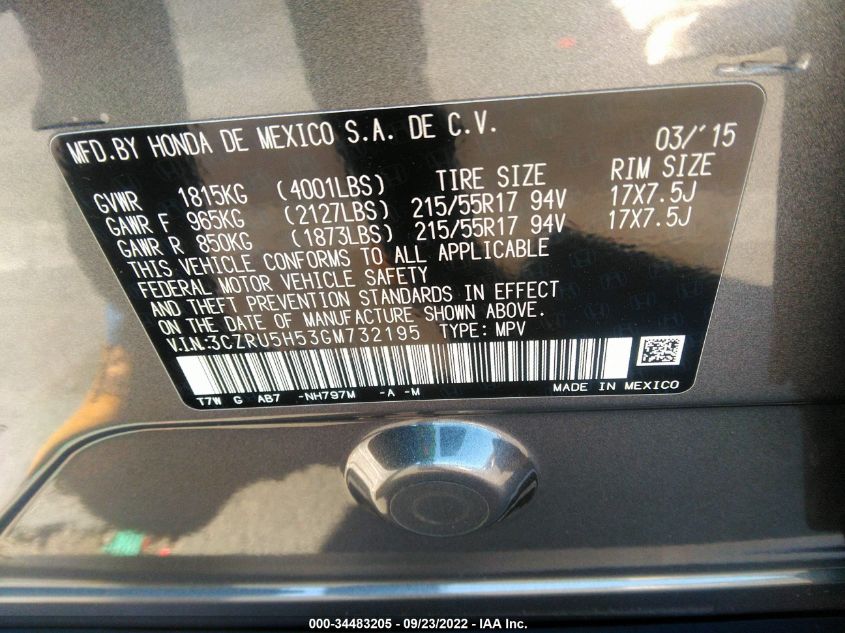 MFD.BY HONDA DE MEXICO S.A. DE C.V. 03/'15
GVWR 1815KG (4001LBS) TIRE SIZE RIM SIZE
GAWR F 965KG (2127LBS) 215/55R17 94V 17X7.5J
GAWR R 850KG (1873LBS) 215/55R17 94V 17X7.5J
THIS VEHICLE CONFORMS TO ALL APPLICABLE
FEDERAL MOTOR VEHICLE SAFETY
AND THEFT PREVENTION STANDARDS IN EFFECT
ON THE DATE OF MANUFACTURE SHOWN ABOVE.
V.I.N.:3CZRU5H53GM732195 TYPE: MPV
T7W G AB7 -NH797M -A -M MADE IN MEXICO
000-34483205 - 09/23/2022 - IAA Inc.